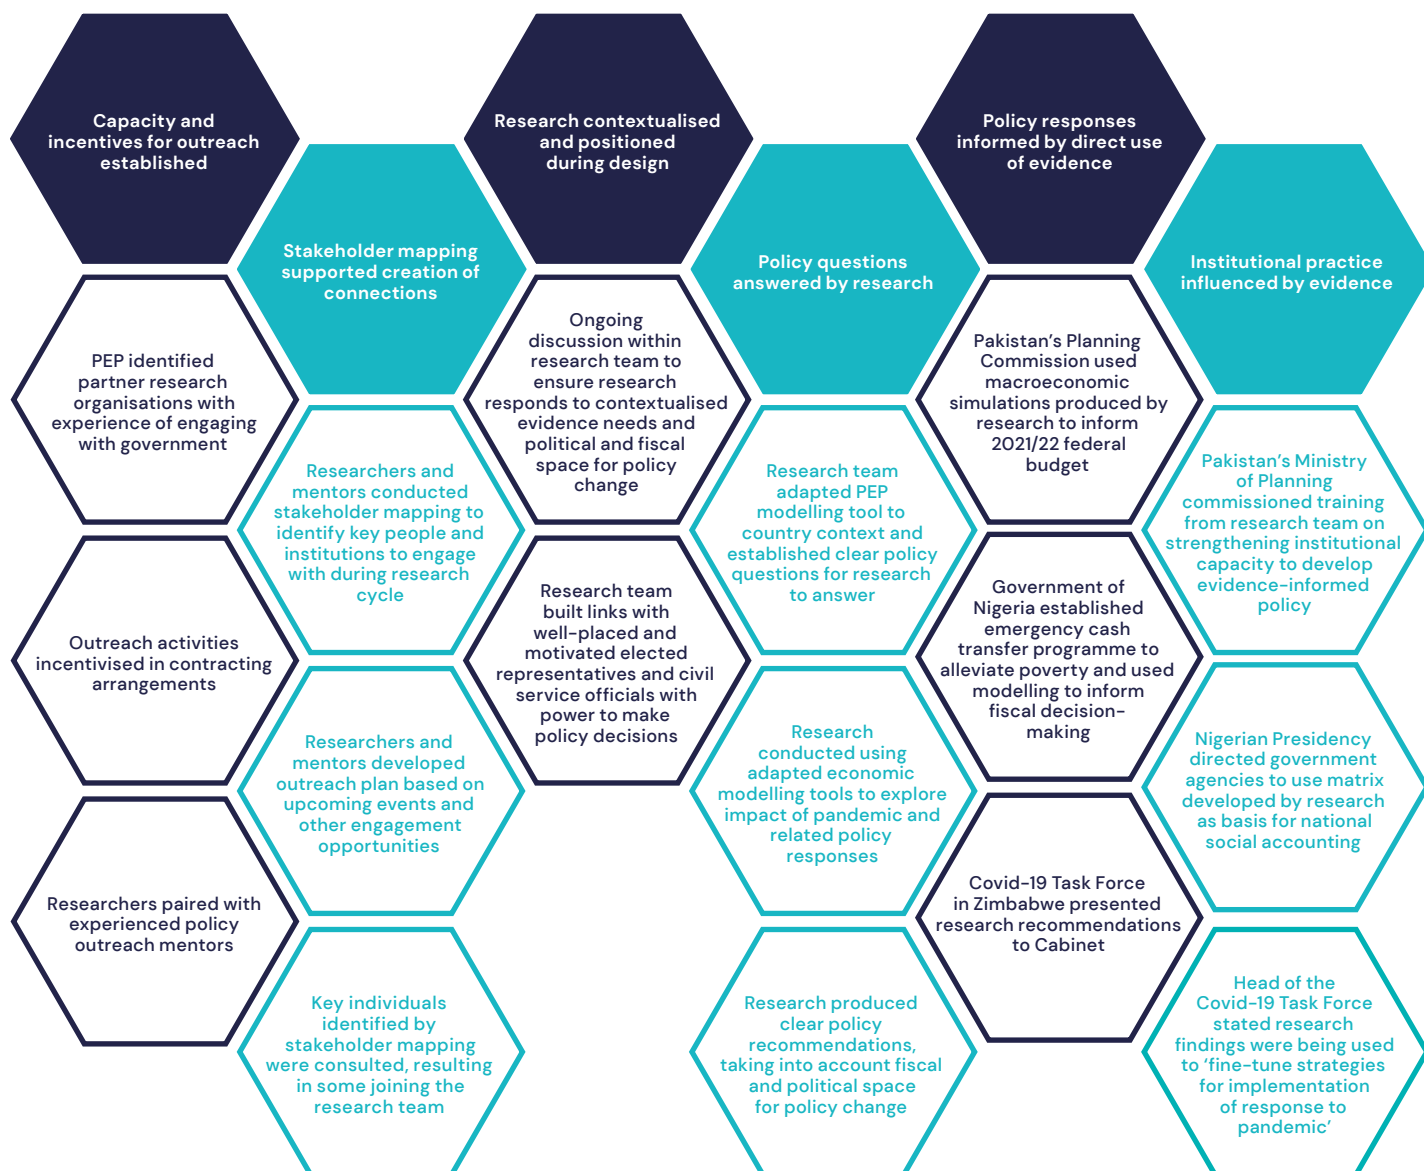 Capacity and
incentives for outreach
established
PEP identified
partner research
organisations with
experience of engaging
with government
Outreach activities
incentivised in contracting
arrangements
Researchers paired with
experienced policy
outreach mentors
Stakeholder mapping
supported creation of
connections
Researchers and
mentors conducted
stakeholder mapping to
identify key people and
institutions to engage
with during research
cycle
Researchers and
mentors developed
outreach plan based on
upcoming events and
other engagement
opportunities
Key individuals
identified by
stakeholder mapping
were consulted, resulting
in some joining the
research team
Research contextualised
and positioned
during design
Ongoing
discussion within
research team to
ensure research
responds to contextualised
evidence needs and
political and fiscal
space for policy
change
Research team
built links with
well-placed and
motivated elected
representatives and civil
service officials with
power to make
policy decisions
Policy questions
answered by research
Research team
adapted PEP
modelling tool to
country context and
established clear policy
questions for research
to answer
Research
conducted using
adapted economic
modelling tools to explore
impact of pandemic and
related policy
responses
Research produced
clear policy
recommendations,
taking into account fiscal
and political space
for policy change
Policy responses
informed by direct use
of evidence
Pakistan’s Planning
Commission used
macroeconomic
simulations produced by
research to inform
2021/22 federal
budget
Government of
Nigeria established
emergency cash
transfer programme to
alleviate poverty and used
modelling to inform
fiscal decision-
making
Covid-19 Task Force
in Zimbabwe presented
research recommendations
to Cabinet
Institutional practice
influenced by evidence
Pakistan’s Ministry
of Planning
commissioned training
from research team on
strengthening institutional
capacity to develop
evidence-informed
policy
Nigerian Presidency
directed government
agencies to use matrix
developed by research
as basis for national
social accounting
Head of the
Covid-19 Task Force
stated research
findings were being used
to ‘fine-tune strategies
for implementation
of response to
pandemic’